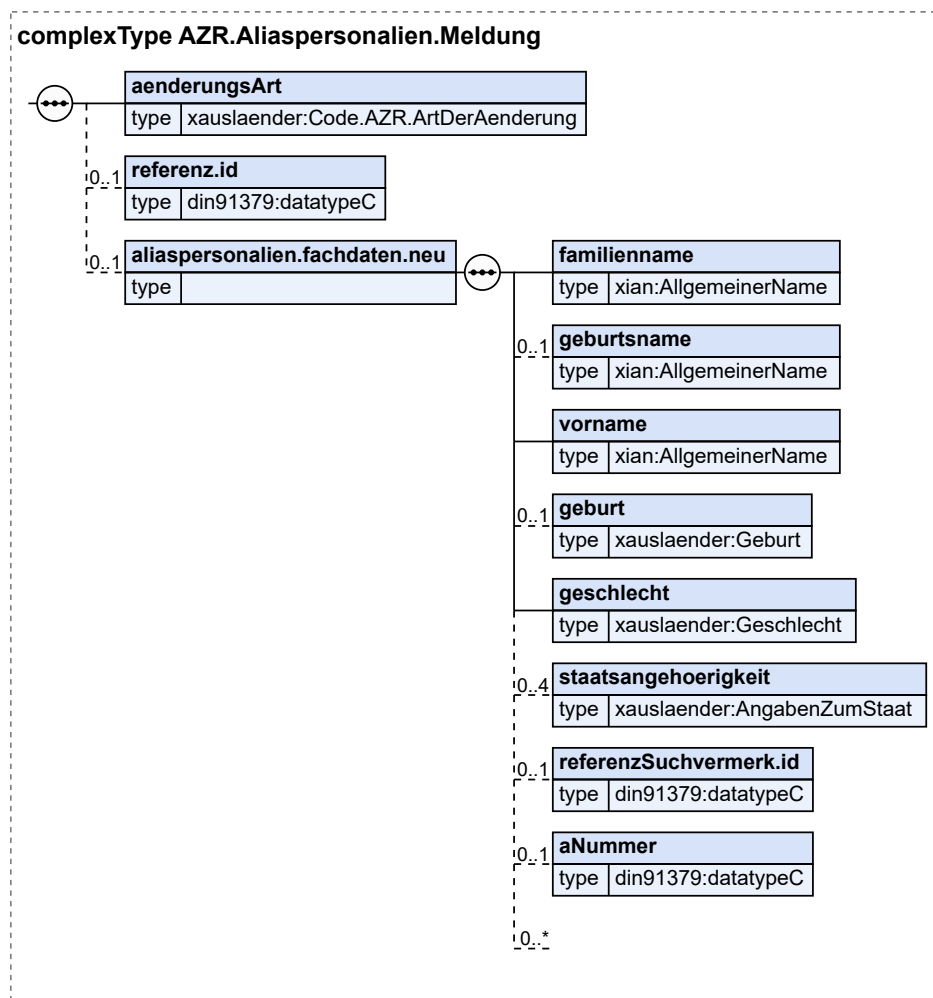 complexType AZR.Aliaspersonalien.Meldung
aenderungsArt
type xauslaender:Code.AZR.ArtDerAenderung
0..1 referenz.id
type din91379:datatypeC
0..1 aliaspersonalien.fachdaten.neu
type
familienname
type xian:AllgemeinerName
0..1 geburtsname
type xian:AllgemeinerName
vorname
type xian:AllgemeinerName
0..1 geburt
type xauslaender:Geburt
geschlecht
type xauslaender:Geschlecht
0..4 staatsangehoerigkeit
type xauslaender:AngabenZumStaat
0..1 referenzSuchvermerk.id
type din91379:datatypeC
0..1 aNummer
type din91379:datatypeC
0..*